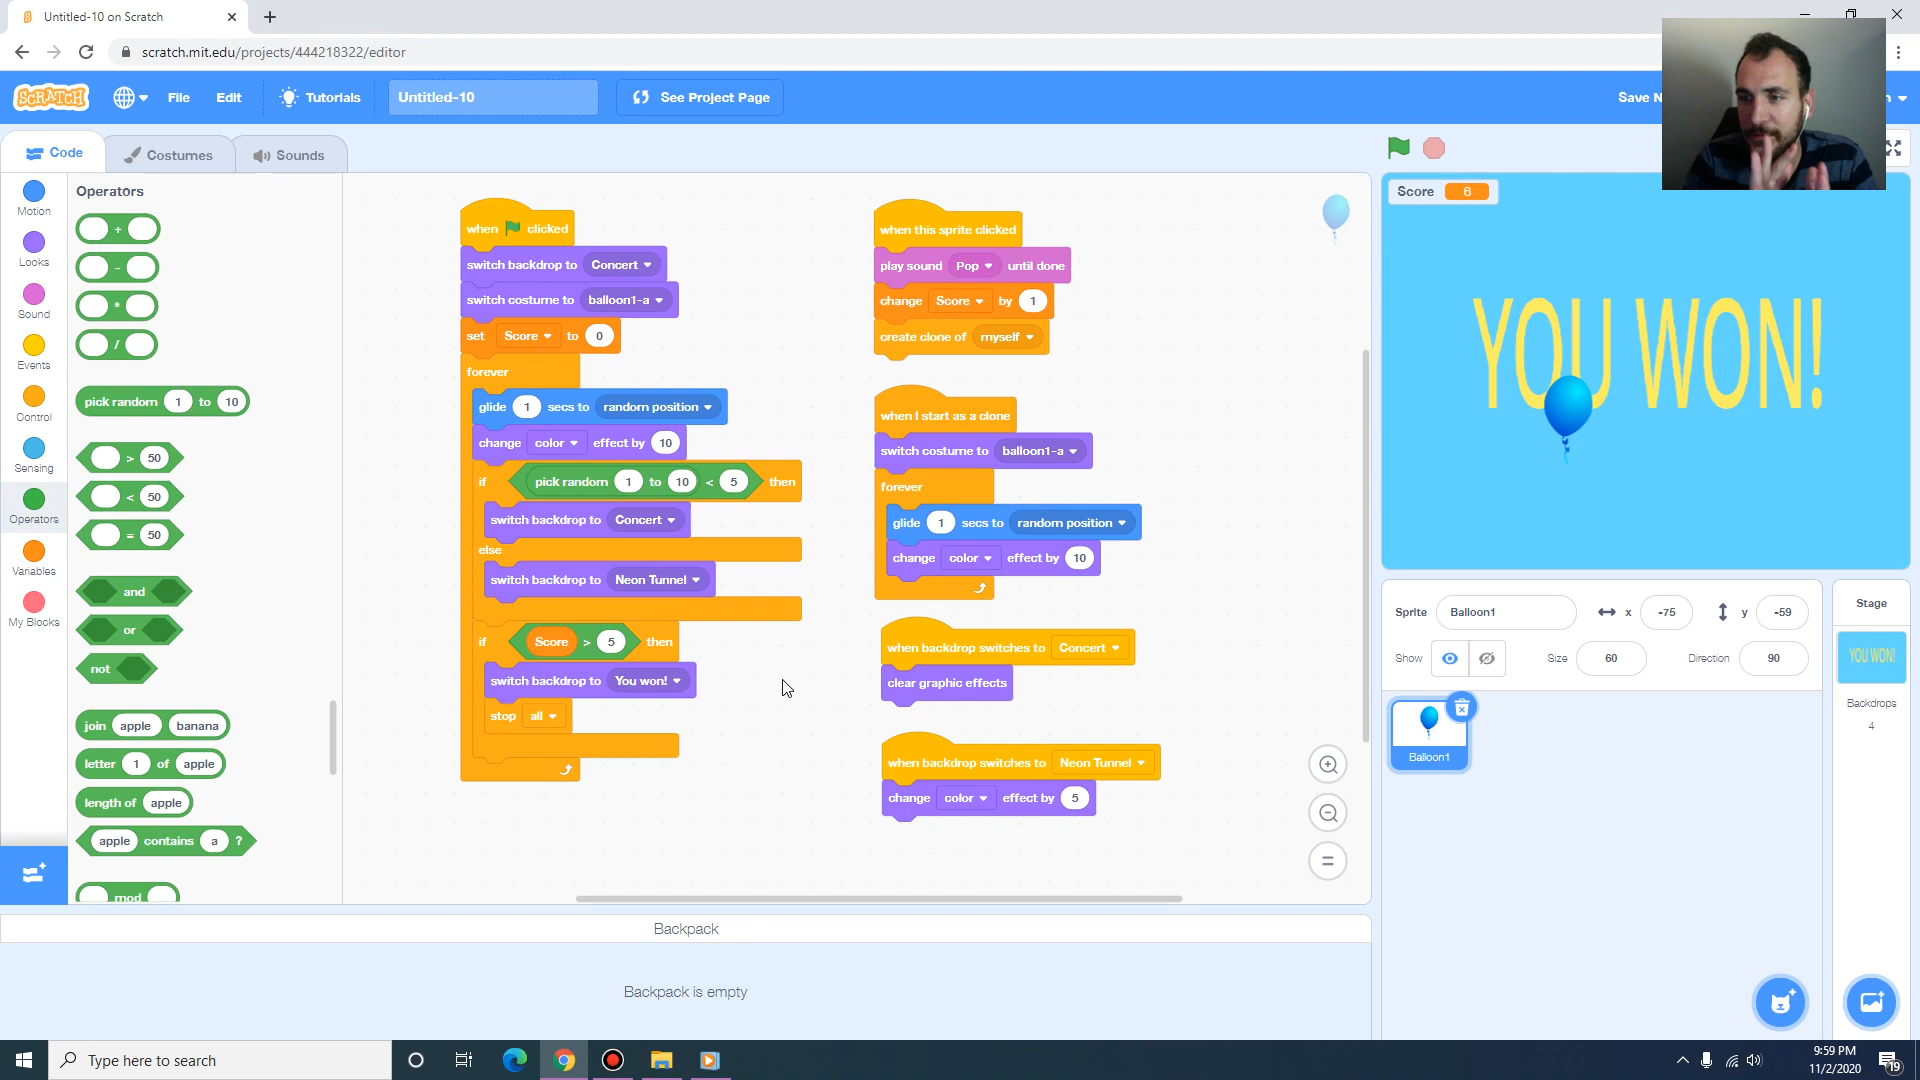 Untitled-10 on Scratch
scratch.mit.edu/projects/444218322/editor
SCRATCH
File
Edit
Tutorials
Untitled-10
See Project Page
Save N
Code
Costumes
Sounds
Motion
Looks
Sound
Events
Control
Sensing
Operators
Variables
My Blocks
Operators
+
-
*
/
pick random 1 to 10
> 50
< 50
= 50
and
or
not
join apple banana
letter 1 of apple
length of apple
apple contains a ?
mod
when clicked
switch backdrop to Concert
switch costume to balloon1-a
set Score to 0
forever
glide 1 secs to random position
change color effect by 10
if pick random 1 to 10 < 5 then
switch backdrop to Concert
else
switch backdrop to Neon Tunnel
if Score > 5 then
switch backdrop to You won!
stop all
when this sprite clicked
play sound Pop until done
change Score by 1
create clone of myself
when I start as a clone
switch costume to balloon1-a
forever
glide 1 secs to random position
change color effect by 10
when backdrop switches to Concert
clear graphic effects
when backdrop switches to Neon Tunnel
change color effect by 5
Score 6
YOU WON!
Sprite Balloon1 x -75 y -59
Show Size 60 Direction 90
Balloon1
Stage
YOU WON!
Backdrops
4
Backpack
Backpack is empty
Type here to search
9:59 PM
11/2/2020
19